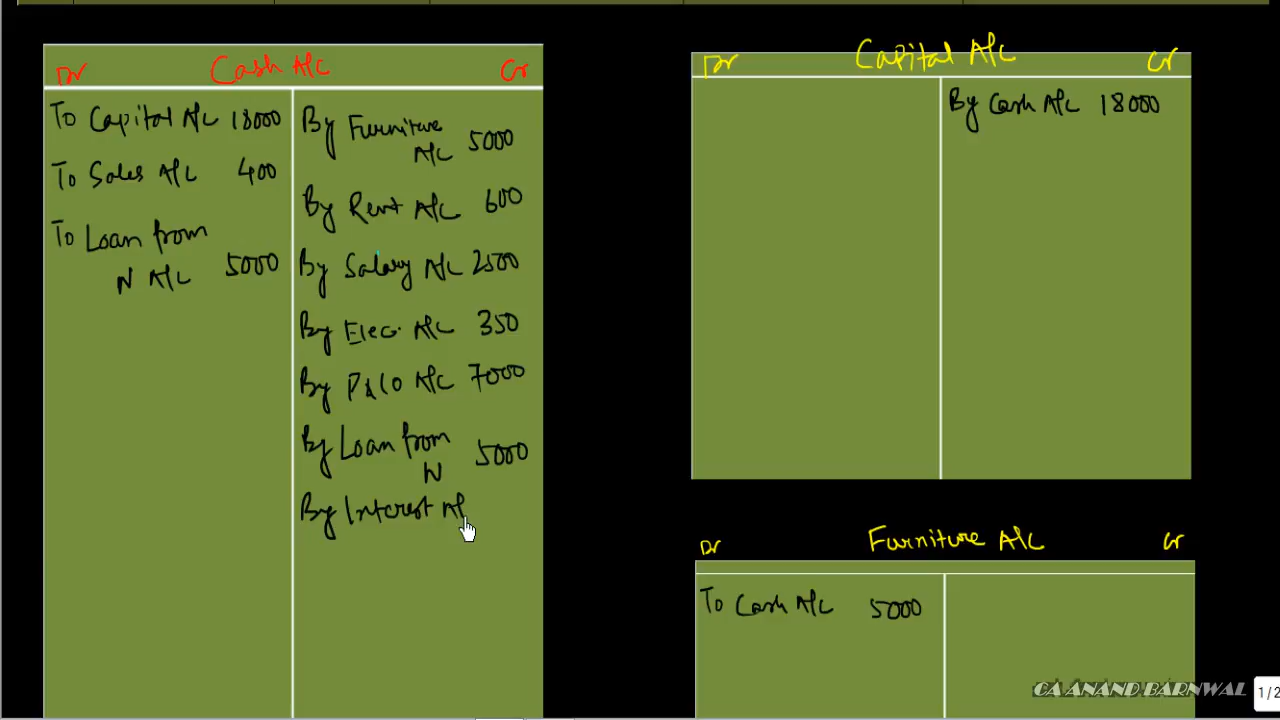 Dr Cash A/c Cr
To Capital A/c 18000
To Sales A/c 400
To Loan from
N A/c 5000
By Furniture
A/c 5000
By Rent A/c 600
By Salary A/c 2500
By Elec. A/c 350
By P&CO A/c 7000
By Loan from
N 5000
By Interest A/
Dr Capital A/c Cr
By Cash A/c 18000
Dr Furniture A/c Cr
To Cash A/c 5000
CA ANAND BARNWAL
1/2